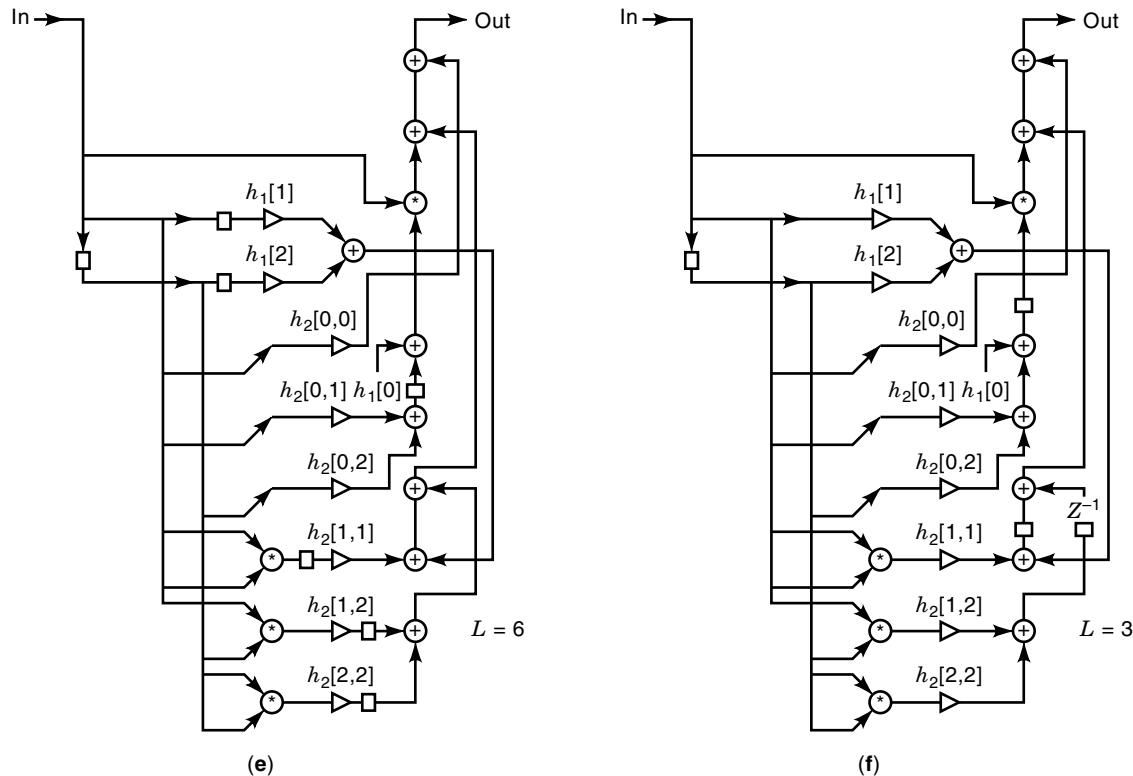 In
Out
+
+
*
h₁[1]
h₁[2]
+
h₂[0,0]
+
h₂[0,1]
h₁[0]
+
h₂[0,2]
+
h₂[1,1]
*
+
h₂[1,2]
*
+
L = 6
h₂[2,2]
*
(e)
In
Out
+
+
*
h₁[1]
h₁[2]
+
h₂[0,0]
+
h₂[0,1]
h₁[0]
+
h₂[0,2]
+
Z⁻¹
h₂[1,1]
*
+
h₂[1,2]
*
+
L = 3
h₂[2,2]
*
(f)